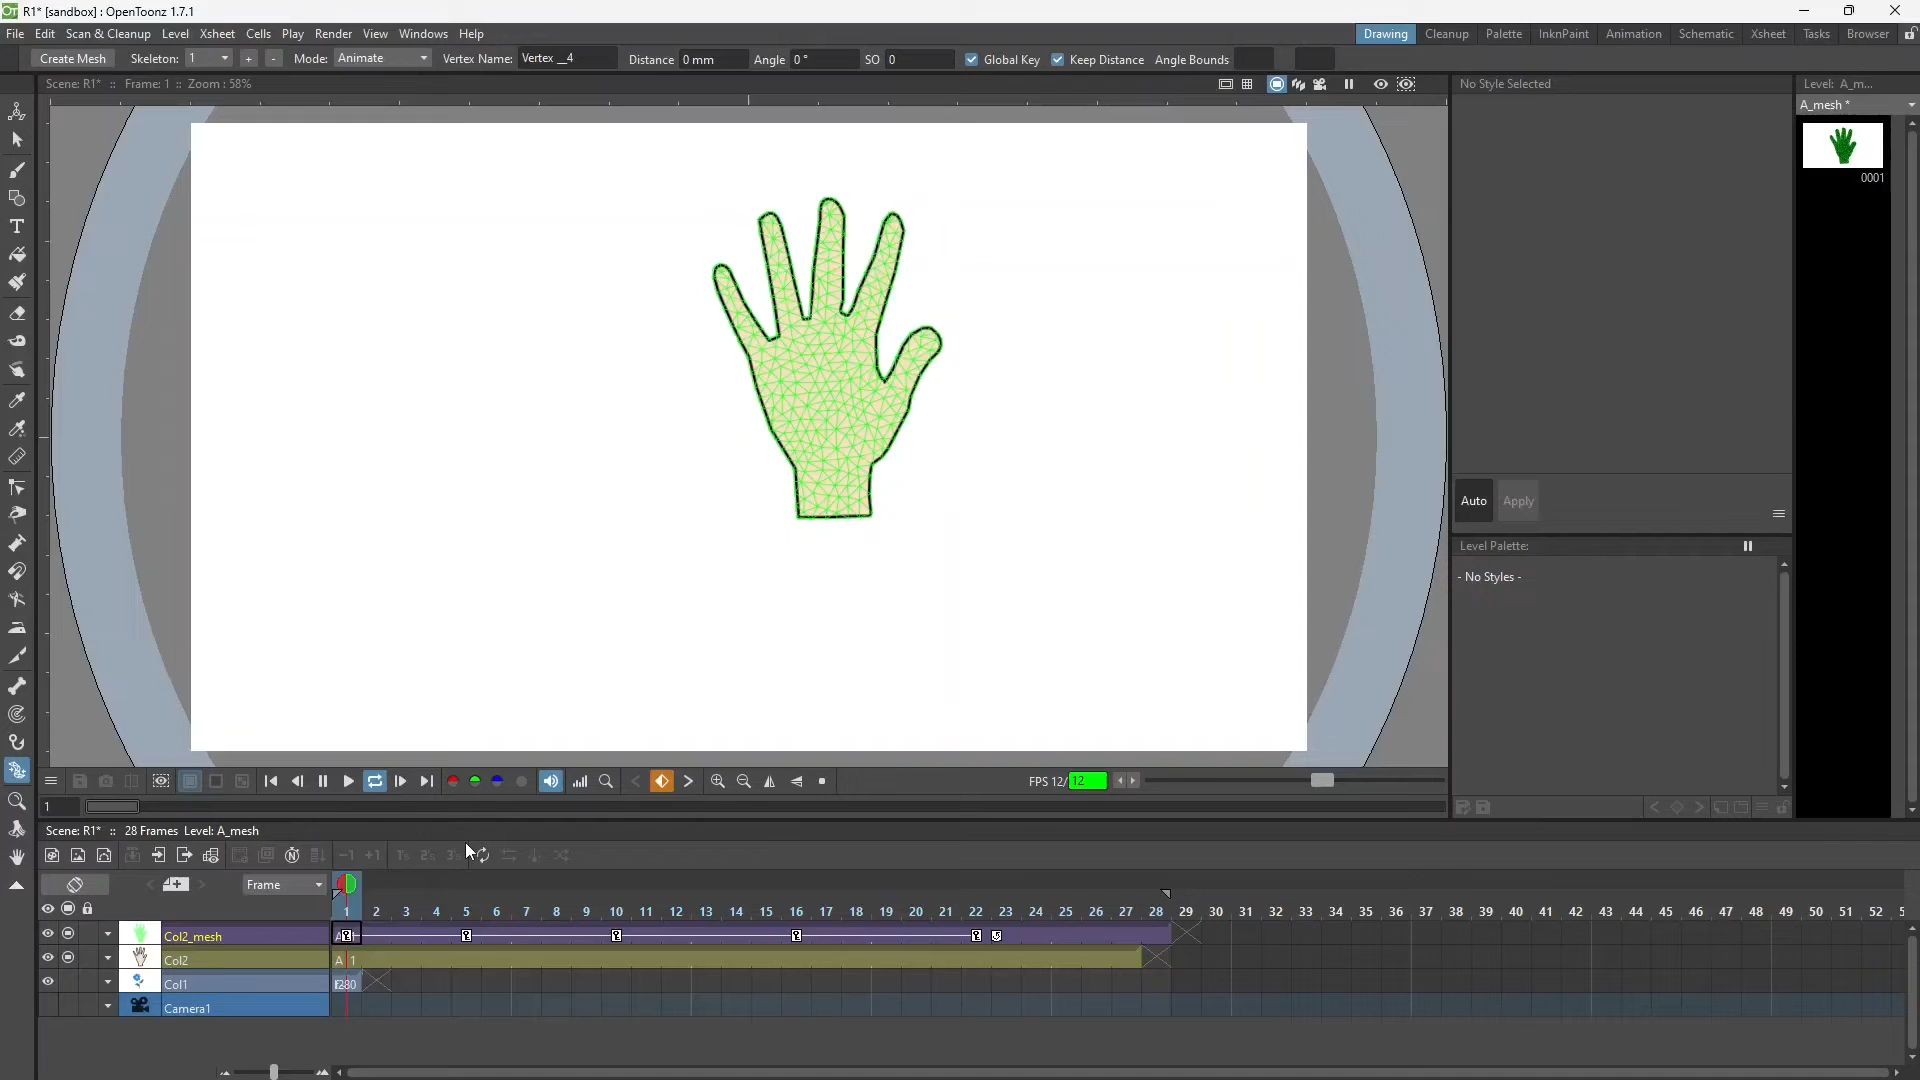 R1* [sandbox] : OpenToonz 1.7.1
File Edit Scan & Cleanup Level Xsheet Cells Play Render View Windows Help
Drawing Cleanup Palette InknPaint Animation Schematic Xsheet Tasks Browser
Create Mesh Skeleton: 1 + - Mode: Animate Vertex Name: Vertex __4 Distance 0 mm Angle 0 ° SO 0 Global Key Keep Distance Angle Bounds
Scene: R1* :: Frame: 1 :: Zoom : 58%
No Style Selected
Level: A_m...
A_mesh *
0001
Auto Apply
Level Palette:
- No Styles -
FPS 12/ 12
1
Scene: R1* :: 28 Frames Level: A_mesh
-1 +1 1's 2's 3's
Frame
1 2 3 4 5 6 7 8 9 10 11 12 13 14 15 16 17 18 19 20 21 22 23 24 25 26 27 28 29 30 31 32 33 34 35 36 37 38 39 40 41 42 43 44 45 46 47 48 49 50 51 5
Col2_mesh
Col2 A 1
Col1
Camera1